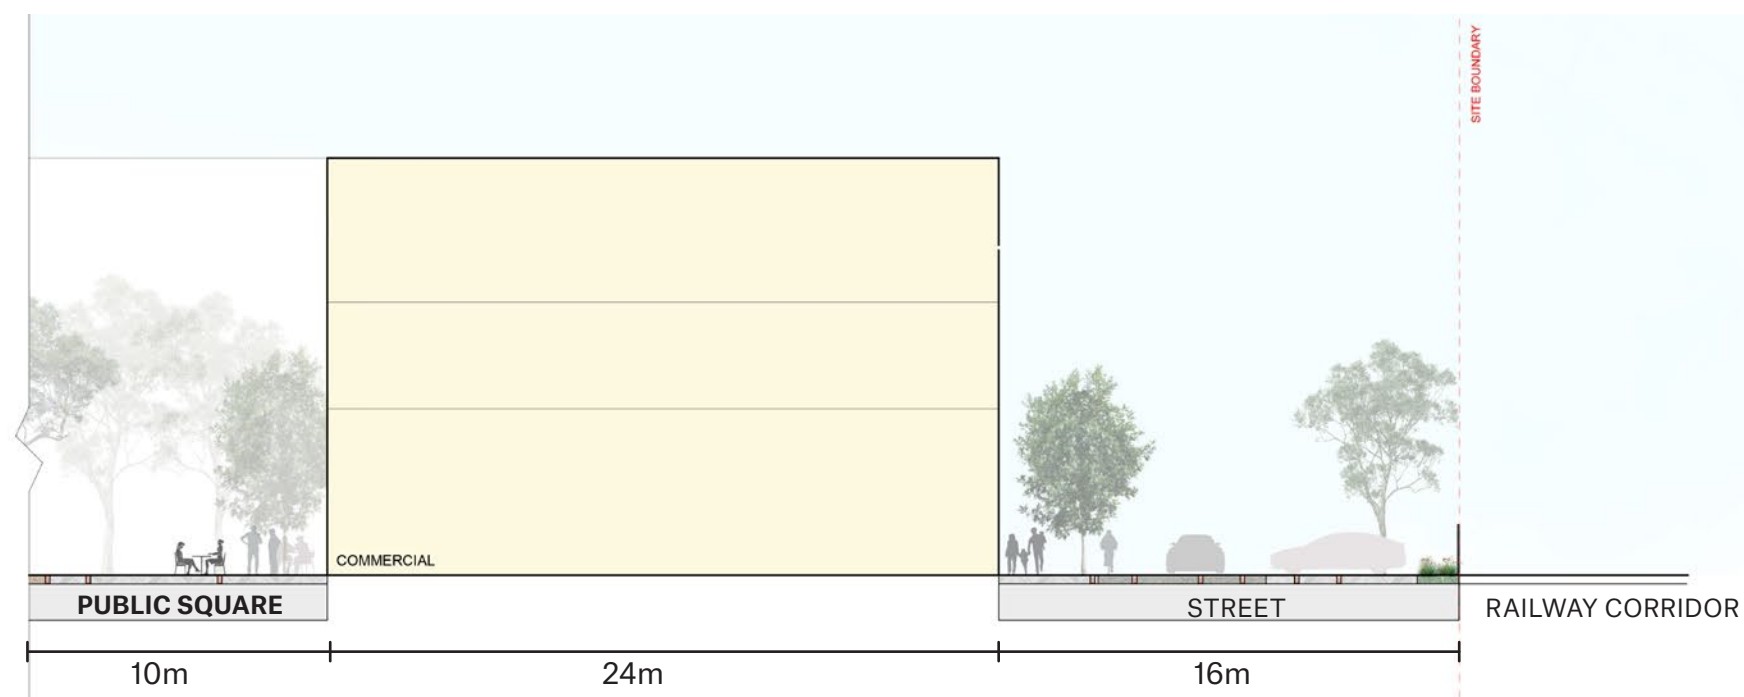 SITE BOUNDARY
COMMERCIAL
PUBLIC SQUARE
STREET
RAILWAY CORRIDOR
10m
24m
16m